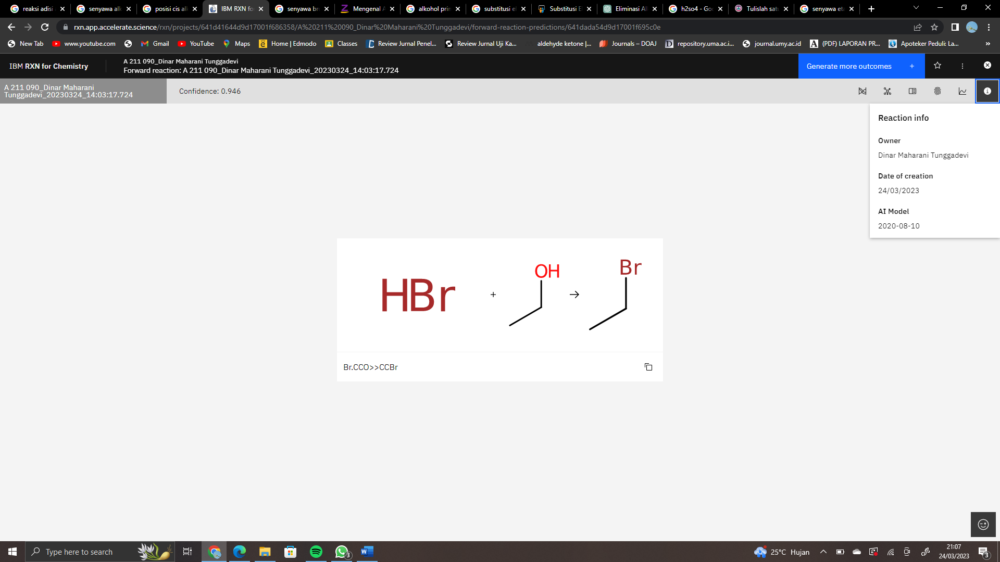 reaksi adisi
senyawa alk
posisi cis alk
IBM RXN fo
senyawa br
Mengenal A
alkohol prin
substitusi el
Substitusi E
Eliminasi Al
h2so4 - Goo
Tulislah satu
senyawa eta
rxn.app.accelerate.science/rxn/projects/641d41644d9d17001f686358/A%20211%20090_Dinar%20Maharani%20Tunggadevi/forward-reaction-predictions/641dada54d9d17001f695c0e
New Tab
www.youtube.com
Gmail
YouTube
Maps
Home | Edmodo
Classes
Review Jurnal Penel...
Review Jurnal Uji Ka...
aldehyde ketone |...
Journals – DOAJ
repository.uma.ac.i...
journal.umy.ac.id
(PDF) LAPORAN PR...
Apoteker Peduli: La...
»
IBM RXN for Chemistry
A 211 090_Dinar Maharani Tunggadevi
Forward reaction: A 211 090_Dinar Maharani Tunggadevi_20230324_14:03:17.724
Generate more outcomes +
A 211 090_Dinar Maharani
Tunggadevi_20230324_14:03:17.724
Confidence: 0.946
Reaction info
Owner
Dinar Maharani Tunggadevi
Date of creation
24/03/2023
AI Model
2020-08-10
HBr + OH → Br
Br.CCO>>CCBr
Type here to search
3
25°C Hujan
21:07
24/03/2023
3